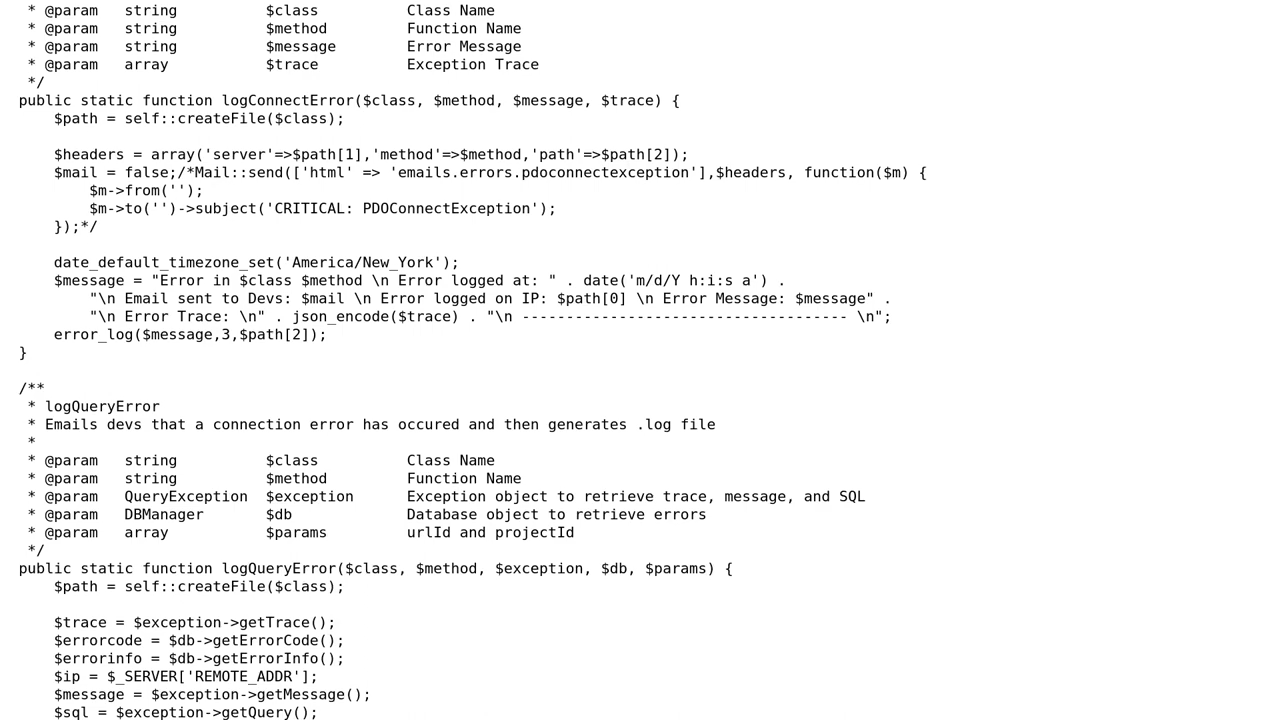 * @param   string          $class          Class Name
 * @param   string          $method         Function Name
 * @param   string          $message        Error Message
 * @param   array           $trace          Exception Trace
 */
public static function logConnectError($class, $method, $message, $trace) {
    $path = self::createFile($class);

    $headers = array('server'=>$path[1],'method'=>$method,'path'=>$path[2]);
    $mail = false;/*Mail::send(['html' => 'emails.errors.pdoconnectexception'],$headers, function($m) {
        $m->from('');
        $m->to('')->subject('CRITICAL: PDOConnectException');
    });*/

    date_default_timezone_set('America/New_York');
    $message = "Error in $class $method \n Error logged at: " . date('m/d/Y h:i:s a') .
        "\n Email sent to Devs: $mail \n Error logged on IP: $path[0] \n Error Message: $message" .
        "\n Error Trace: \n" . json_encode($trace) . "\n ------------------------------------- \n";
    error_log($message,3,$path[2]);
}

/**
 * logQueryError
 * Emails devs that a connection error has occured and then generates .log file
 *
 * @param   string          $class          Class Name
 * @param   string          $method         Function Name
 * @param   QueryException  $exception      Exception object to retrieve trace, message, and SQL
 * @param   DBManager       $db             Database object to retrieve errors
 * @param   array           $params         urlId and projectId
 */
public static function logQueryError($class, $method, $exception, $db, $params) {
    $path = self::createFile($class);

    $trace = $exception->getTrace();
    $errorcode = $db->getErrorCode();
    $errorinfo = $db->getErrorInfo();
    $ip = $_SERVER['REMOTE_ADDR'];
    $message = $exception->getMessage();
    $sql = $exception->getQuery();